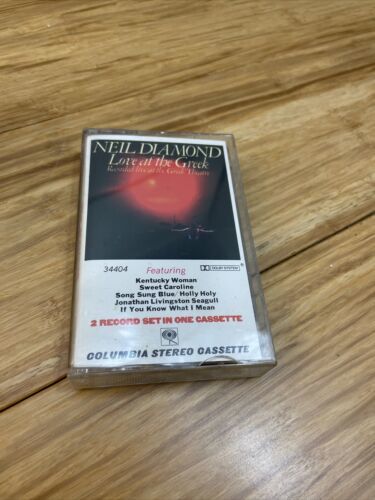 NEIL DIAMOND
Love at the Greek
Recorded live at the Greek Theatre
34404 Featuring DOLBY SYSTEM
Kentucky Woman
Sweet Caroline
Song Sung Blue/Holly Holy
Jonathan Livingston Seagull
If You Know What I Mean
2 RECORD SET IN ONE CASSETTE
COLUMBIA STEREO CASSETTE